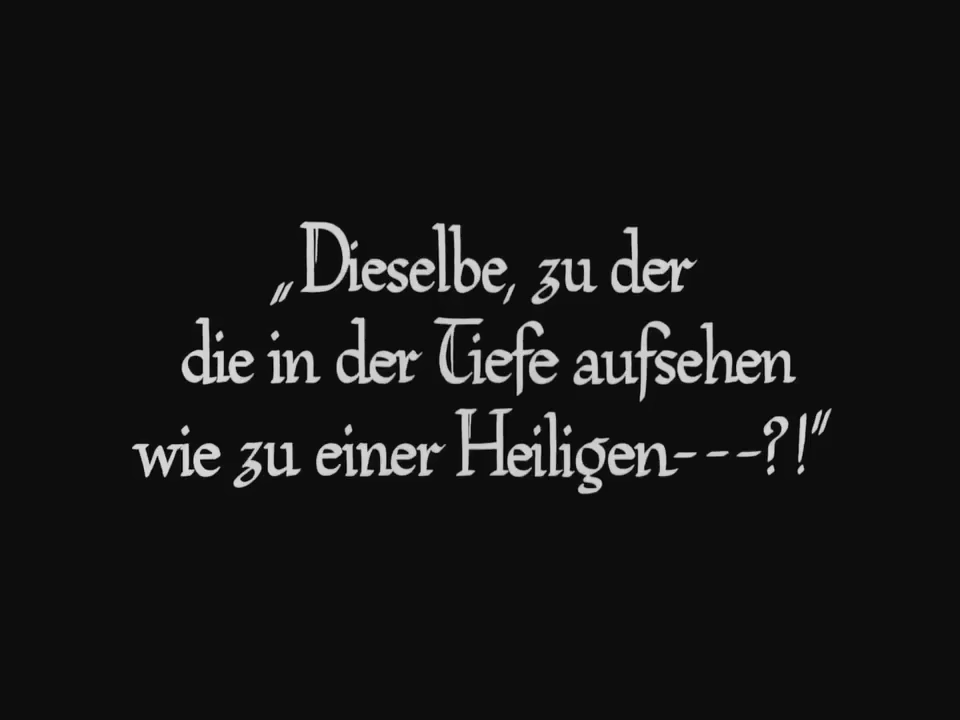 „Dieselbe, zu der
die in der Tiefe aufsehen
wie zu einer Heiligen---?!“